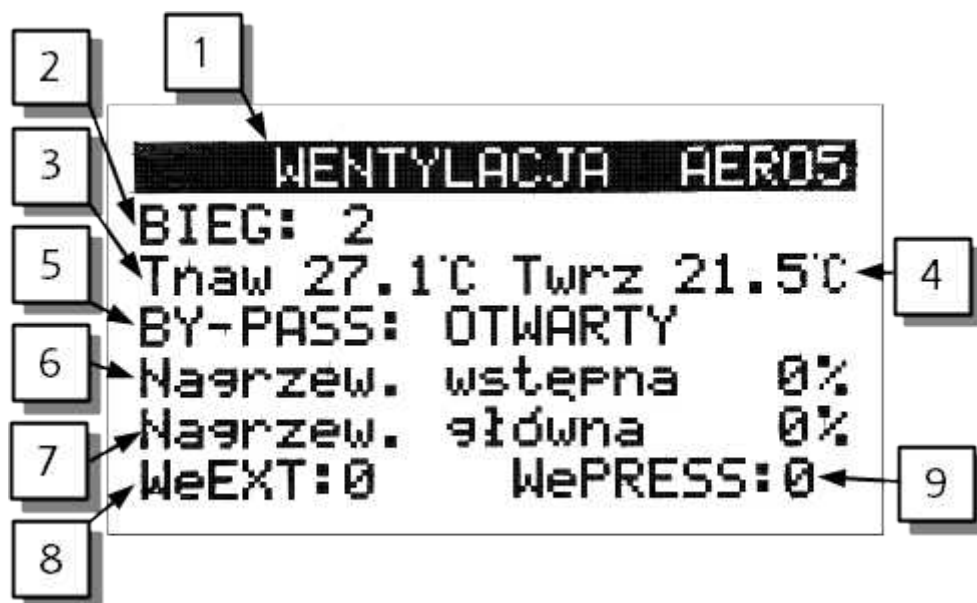 1
2
WENTYLACJA AERO5
3
BIEG: 2
5
Tnaw 27.1°C Twrz 21.5°C
4
BY-PASS: OTWARTY
6
Nagrzew. wstępna 0%
7
Nagrzew. główna 0%
8
WeEXT:0 WePRESS:0
9